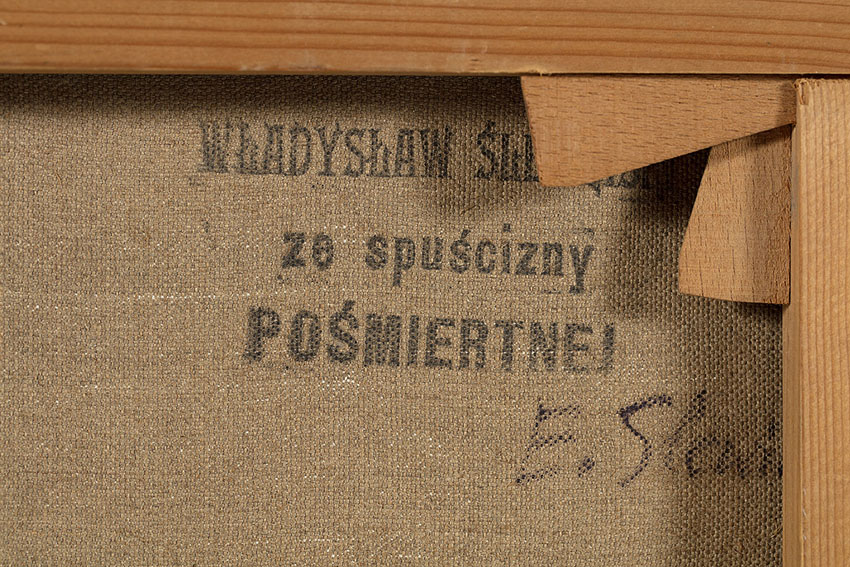 WŁADYSŁAW
ze spuścizny
POŚMIERTNEJ
E.